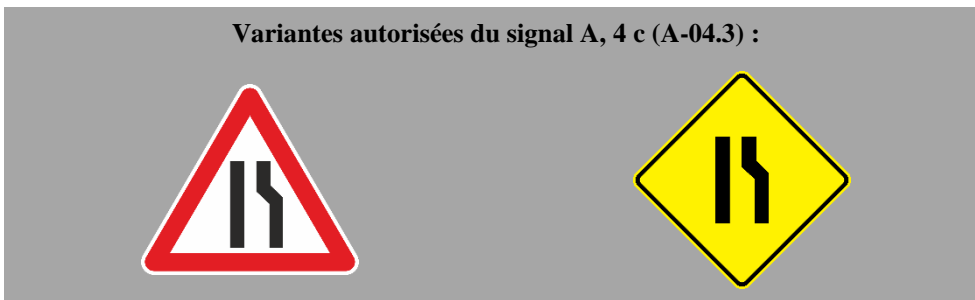 Variantes autorisées du signal A, 4 c (A-04.3) :